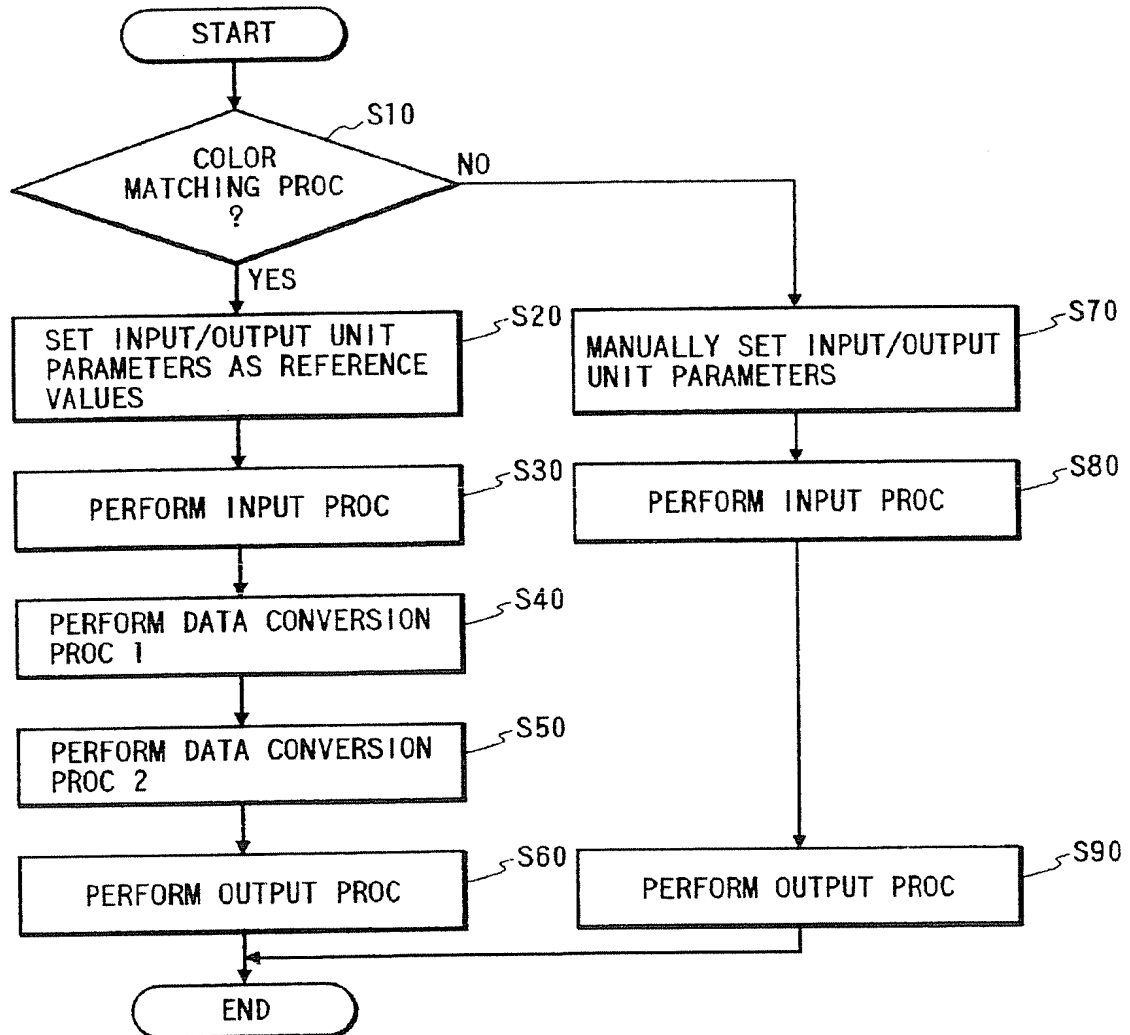 START
S10
COLOR
MATCHING PROC
?
NO
YES
S20
SET INPUT/OUTPUT UNIT
PARAMETERS AS REFERENCE
VALUES
S70
MANUALLY SET INPUT/OUTPUT
UNIT PARAMETERS
S30
PERFORM INPUT PROC
S80
PERFORM INPUT PROC
S40
PERFORM DATA CONVERSION
PROC 1
S50
PERFORM DATA CONVERSION
PROC 2
S60
PERFORM OUTPUT PROC
S90
PERFORM OUTPUT PROC
END